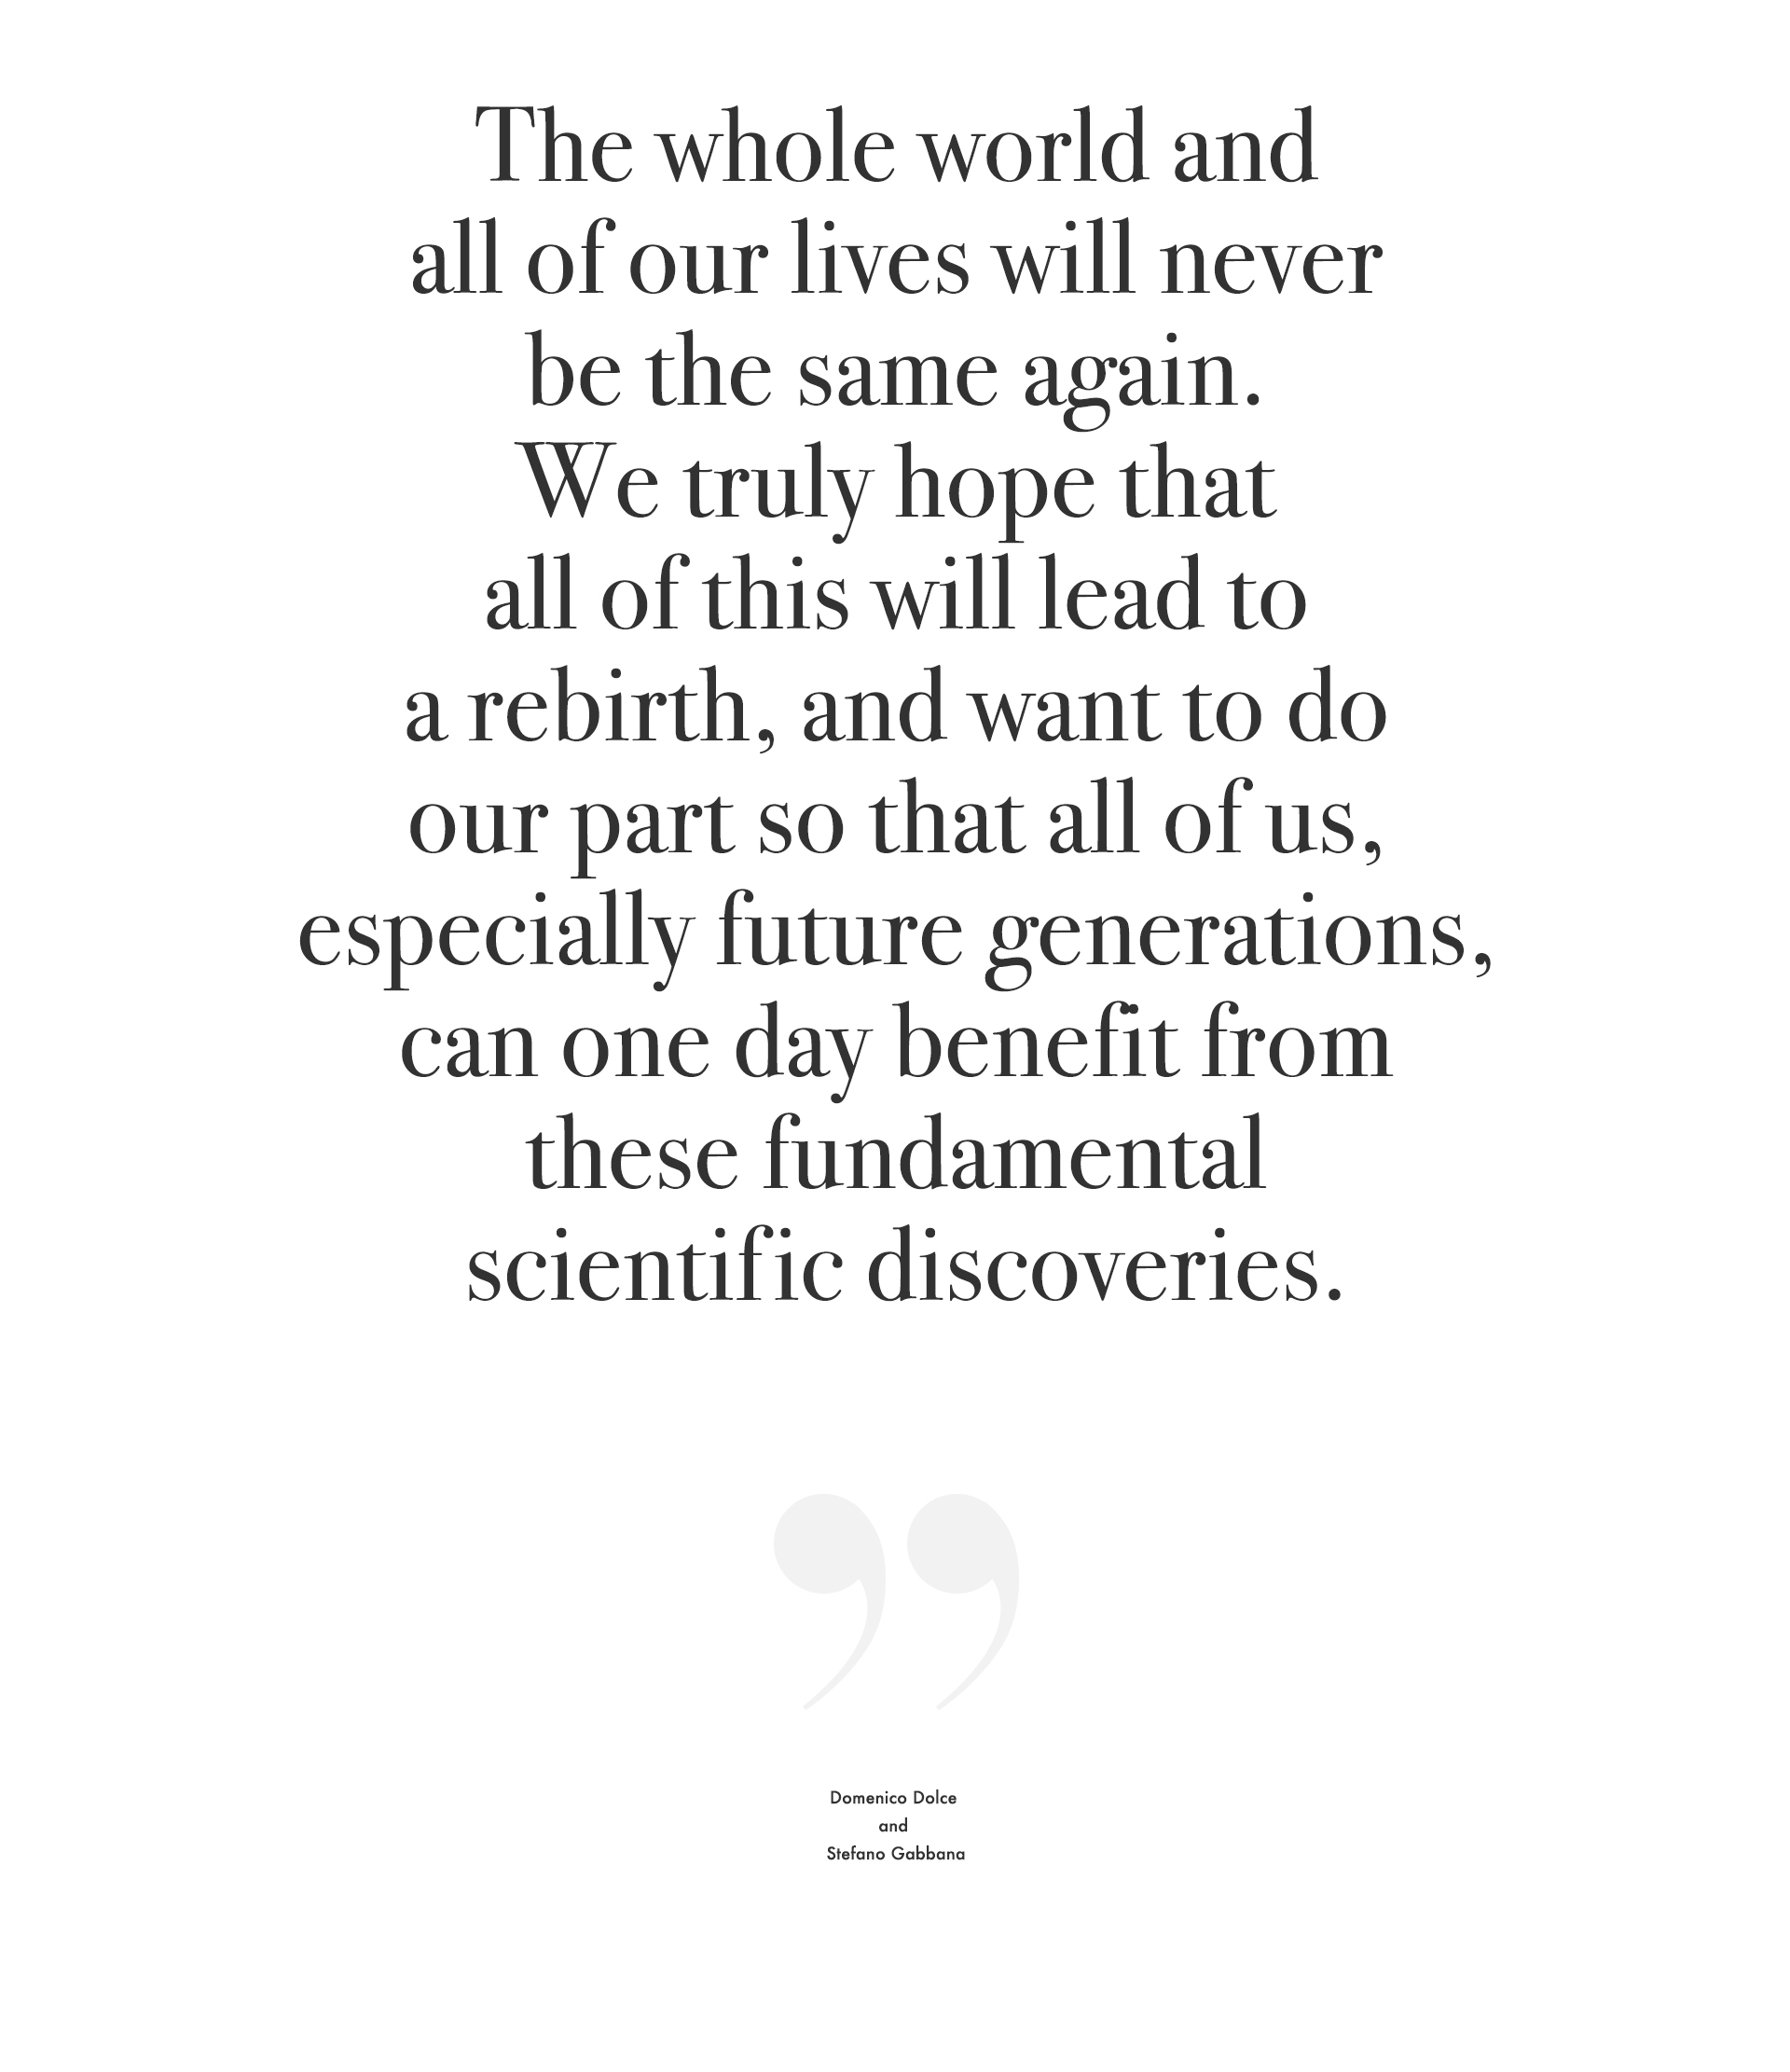 The whole world and
all of our lives will never
be the same again.
We truly hope that
all of this will lead to
a rebirth, and want to do
our part so that all of us,
especially future generations,
can one day benefit from
these fundamental
scientific discoveries.
”
Domenico Dolce
and
Stefano Gabbana